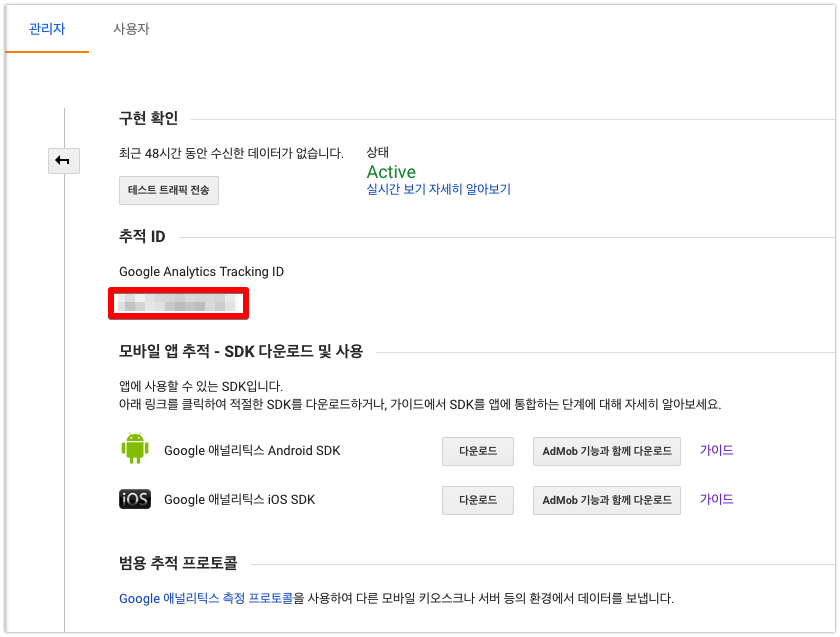 관리자 사용자
구현 확인
최근 48시간 동안 수신한 데이터가 없습니다. 상태
Active
테스트 트래픽 전송 실시간 보기 자세히 알아보기
추적 ID
Google Analytics Tracking ID
모바일 앱 추적 - SDK 다운로드 및 사용
앱에 사용할 수 있는 SDK입니다.
아래 링크를 클릭하여 적절한 SDK를 다운로드하거나, 가이드에서 SDK를 앱에 통합하는 단계에 대해 자세히 알아보세요.
Google 애널리틱스 Android SDK 다운로드 AdMob 기능과 함께 다운로드 가이드
iOS Google 애널리틱스 iOS SDK 다운로드 AdMob 기능과 함께 다운로드 가이드
범용 추적 프로토콜
Google 애널리틱스 측정 프로토콜을 사용하여 다른 모바일 키오스크나 서버 등의 환경에서 데이터를 보냅니다.